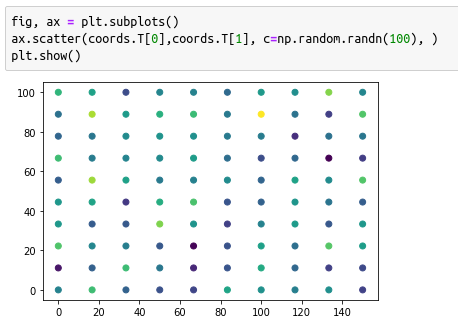 fig, ax = plt.subplots()
ax.scatter(coords.T[0],coords.T[1], c=np.random.randn(100), )
plt.show()
100
80
60
40
20
0
0 20 40 60 80 100 120 140